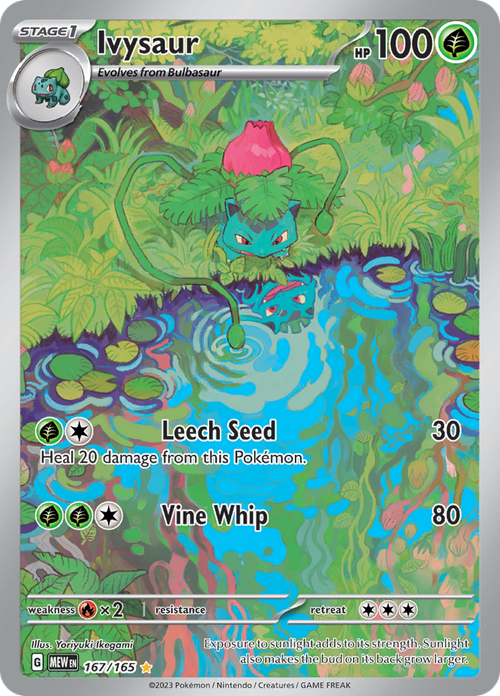 STAGE1 Ivysaur HP 100
Evolves from Bulbasaur
Leech Seed 30
Heal 20 damage from this Pokémon.
Vine Whip 80
weakness ×2 resistance retreat
Illus. Yoriyuki Ikegami
G MEW EN 167/165
Exposure to sunlight adds to its strength. Sunlight
also makes the bud on its back grow larger.
©2023 Pokémon / Nintendo / Creatures / GAME FREAK